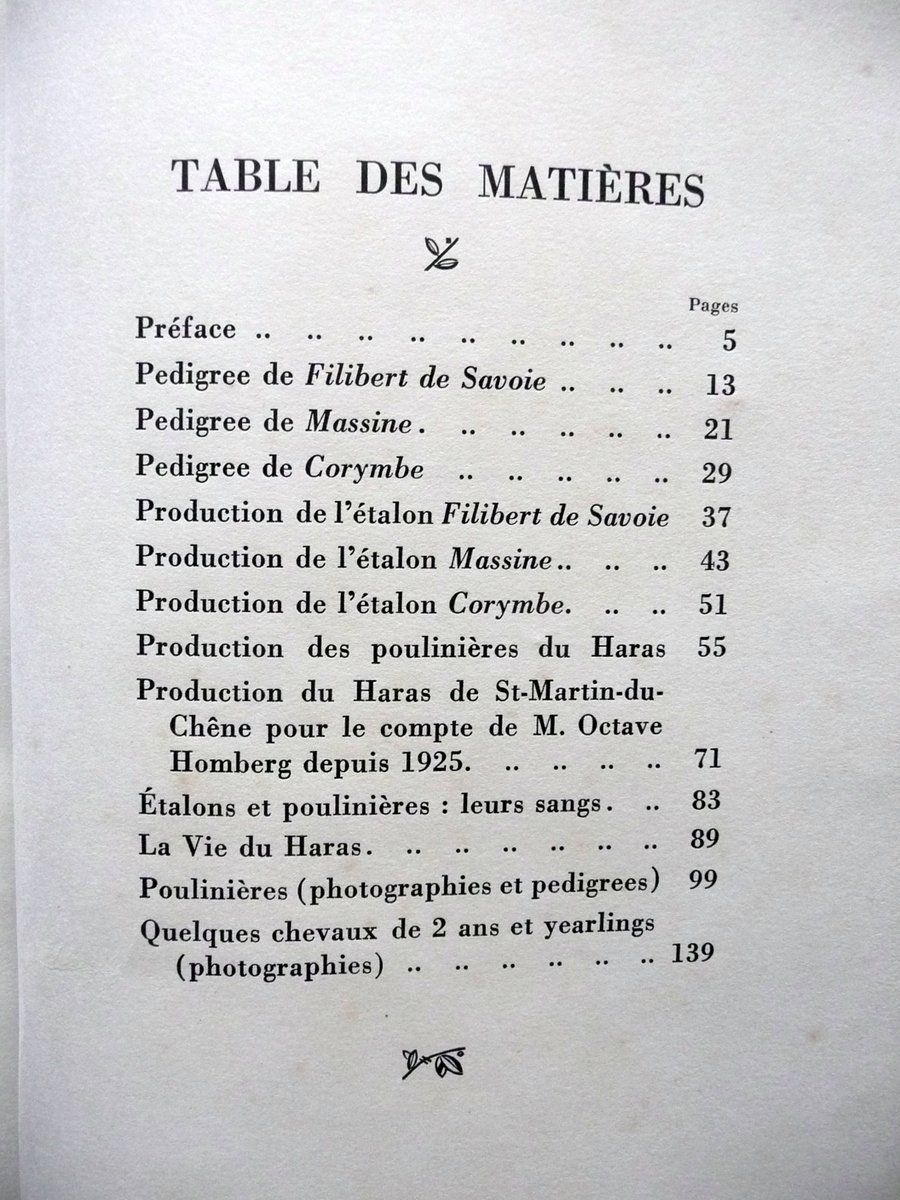 TABLE DES MATIÈRES
Pages
Préface .. .. .. .. .. .. .. .. .. 5
Pedigree de Filibert de Savoie .. .. .. 13
Pedigree de Massine . .. .. .. .. .. 21
Pedigree de Corymbe .. .. .. .. .. 29
Production de l'étalon Filibert de Savoie 37
Production de l'étalon Massine .. .. .. 43
Production de l'étalon Corymbe. .. .. 51
Production des poulinières du Haras 55
Production du Haras de St-Martin-du-
Chêne pour le compte de M. Octave
Homberg depuis 1925. .. .. .. .. 71
Étalons et poulinières : leurs sangs. .. 83
La Vie du Haras. .. .. .. .. .. .. 89
Poulinières (photographies et pedigrees) 99
Quelques chevaux de 2 ans et yearlings
(photographies) .. .. .. .. .. .. 139